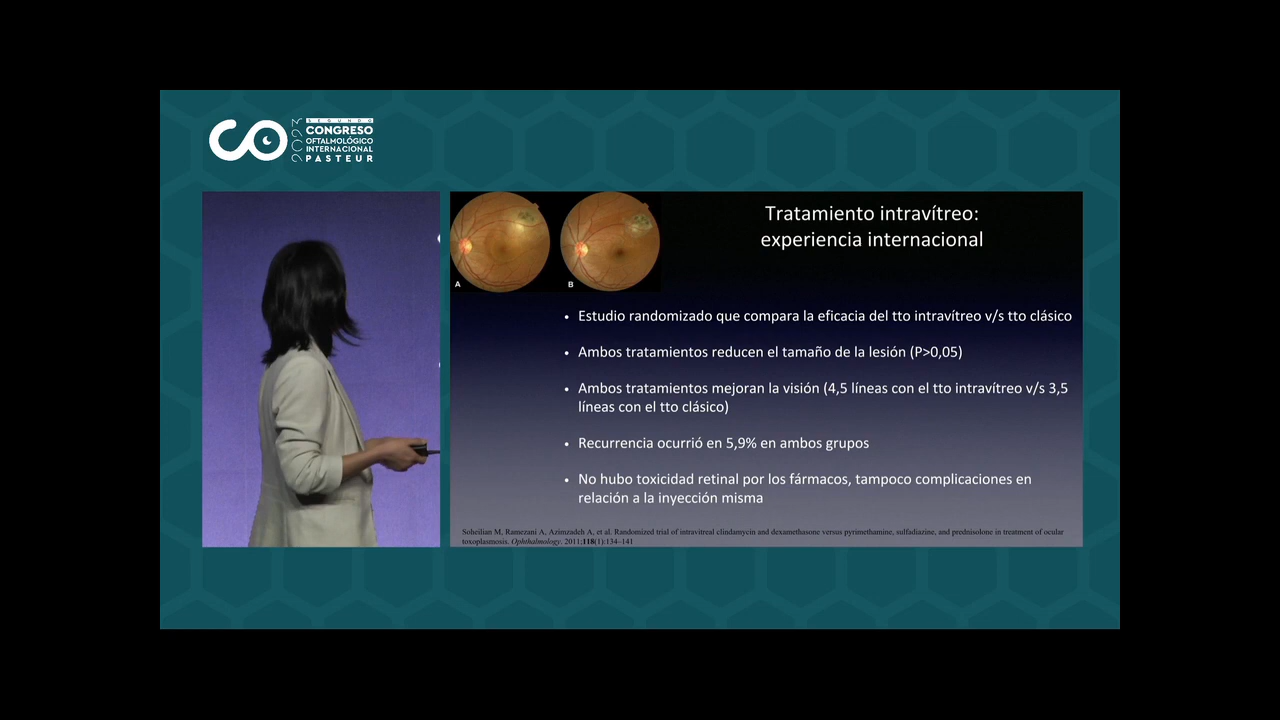 SEGUNDO
CONGRESO
OFTALMOLÓGICO
INTERNACIONAL
PASTEUR
2023
A
B
Tratamiento intravítreo:
experiencia internacional
• Estudio randomizado que compara la eficacia del tto intravítreo v/s tto clásico
• Ambos tratamientos reducen el tamaño de la lesión (P>0,05)
• Ambos tratamientos mejoran la visión (4,5 líneas con el tto intravítreo v/s 3,5
líneas con el tto clásico)
• Recurrencia ocurrió en 5,9% en ambos grupos
• No hubo toxicidad retinal por los fármacos, tampoco complicaciones en
relación a la inyección misma
Soheilian M, Ramezani A, Azimzadeh A, et al. Randomized trial of intravitreal clindamycin and dexamethasone versus pyrimethamine, sulfadiazine, and prednisolone in treatment of ocular
toxoplasmosis. Ophthalmology. 2011;118(1):134–141